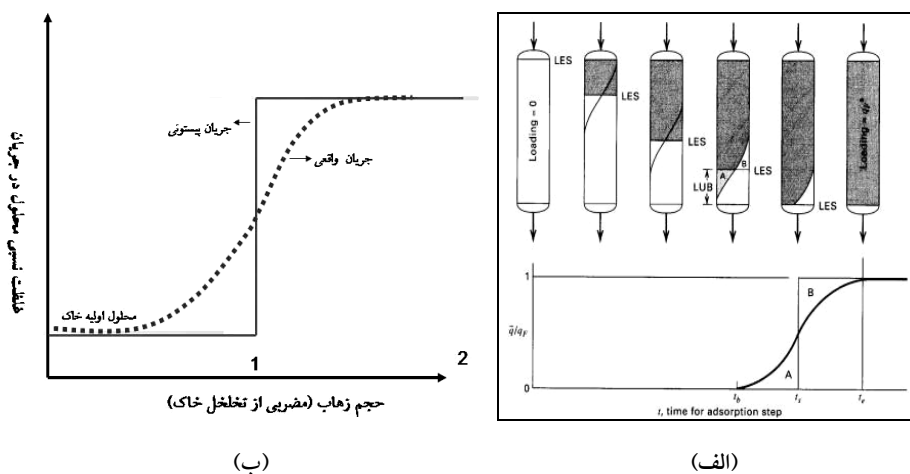 غلظت نسبی محلول در جریان
جریان پیستونی
جریان واقعی
محلول اولیه خاک
1
2
حجم زهاب (مضربی از تخلخل خاک)
(ب)
Loading = 0
LES
LES
LES
LES
LES
A
B
LUB
Loading = qF*
1
q̄/qF
0
A
B
tb
ts
te
t, time for adsorption step
(الف)